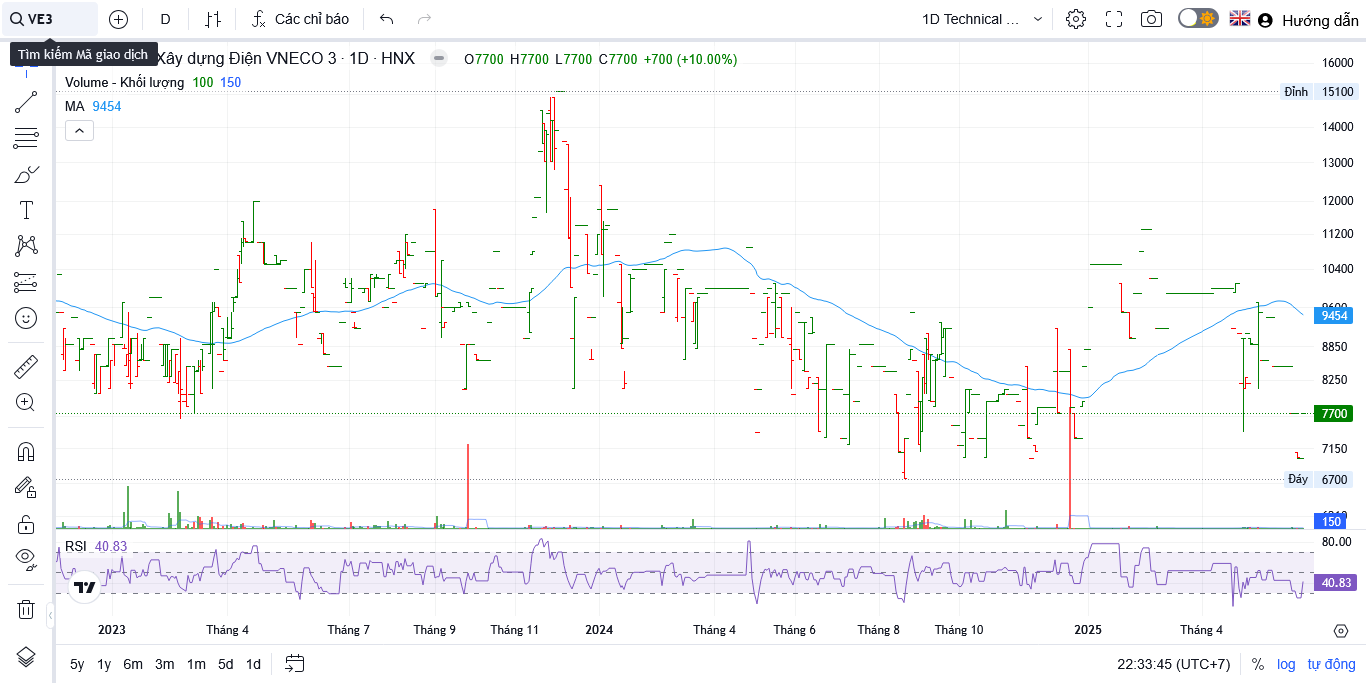 VE3
D
Các chỉ báo
1D Technical ...
Hướng dẫn
Tìm kiếm Mã giao dịch
Xây dựng Điện VNECO 3 · 1D · HNX
O7700 H7700 L7700 C7700 +700 (+10.00%)
Volume - Khối lượng 100 150
MA 9454
16000
Đỉnh 15100
14000
13000
12000
11200
10400
9600
9454
8850
8250
7700
7150
Đáy 6700
150
RSI 40.83
80.00
40.83
2023 Tháng 4 Tháng 7 Tháng 9 Tháng 11 2024 Tháng 4 Tháng 6 Tháng 8 Tháng 10 2025 Tháng 4
5y 1y 6m 3m 1m 5d 1d
22:33:45 (UTC+7) % log tự động